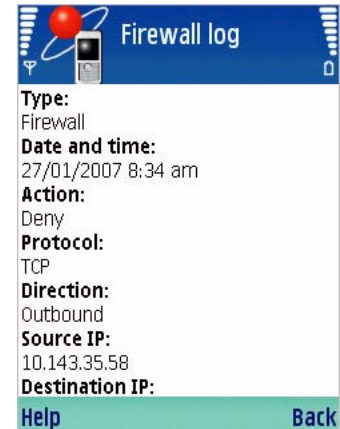 Firewall log
Type:
Firewall
Date and time:
27/01/2007 8:34 am
Action:
Deny
Protocol:
TCP
Direction:
Outbound
Source IP:
10.143.35.58
Destination IP:
Help Back